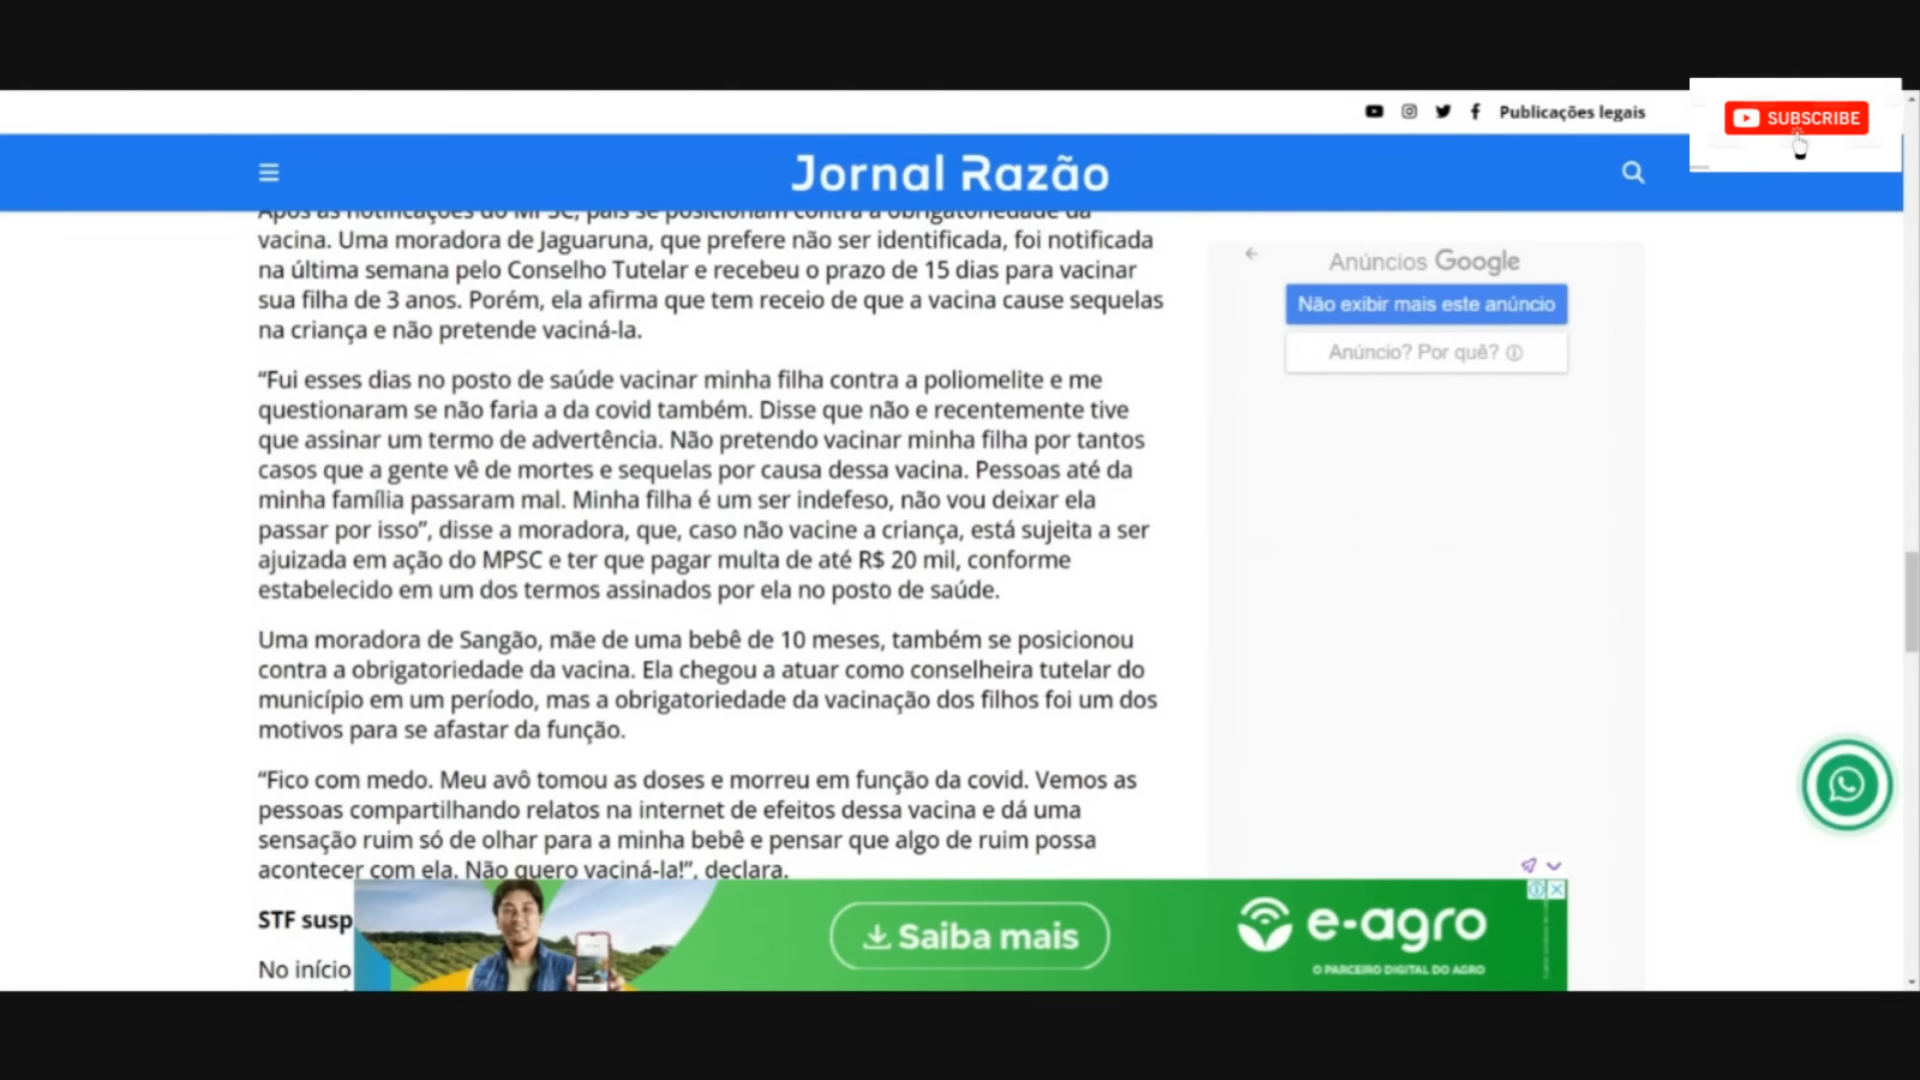 Publicações legais
SUBSCRIBE
Jornal Razão
Após as notificações do MPSC, pais se posicionam contra a obrigatoriedade da
vacina. Uma moradora de Jaguaruna, que prefere não ser identificada, foi notificada
na última semana pelo Conselho Tutelar e recebeu o prazo de 15 dias para vacinar
sua filha de 3 anos. Porém, ela afirma que tem receio de que a vacina cause sequelas
na criança e não pretende vaciná-la.
“Fui esses dias no posto de saúde vacinar minha filha contra a poliomelite e me
questionaram se não faria a da covid também. Disse que não e recentemente tive
que assinar um termo de advertência. Não pretendo vacinar minha filha por tantos
casos que a gente vê de mortes e sequelas por causa dessa vacina. Pessoas até da
minha família passaram mal. Minha filha é um ser indefeso, não vou deixar ela
passar por isso”, disse a moradora, que, caso não vacine a criança, está sujeita a ser
ajuizada em ação do MPSC e ter que pagar multa de até R$ 20 mil, conforme
estabelecido em um dos termos assinados por ela no posto de saúde.
Uma moradora de Sangão, mãe de uma bebê de 10 meses, também se posicionou
contra a obrigatoriedade da vacina. Ela chegou a atuar como conselheira tutelar do
município em um período, mas a obrigatoriedade da vacinação dos filhos foi um dos
motivos para se afastar da função.
“Fico com medo. Meu avô tomou as doses e morreu em função da covid. Vemos as
pessoas compartilhando relatos na internet de efeitos dessa vacina e dá uma
sensação ruim só de olhar para a minha bebê e pensar que algo de ruim possa
acontecer com ela. Não quero vaciná-la!”, declara.
STF susp
No início
Anúncios Google
Não exibir mais este anúncio
Anúncio? Por quê?
Saiba mais
e-agro
O PARCEIRO DIGITAL DO AGRO